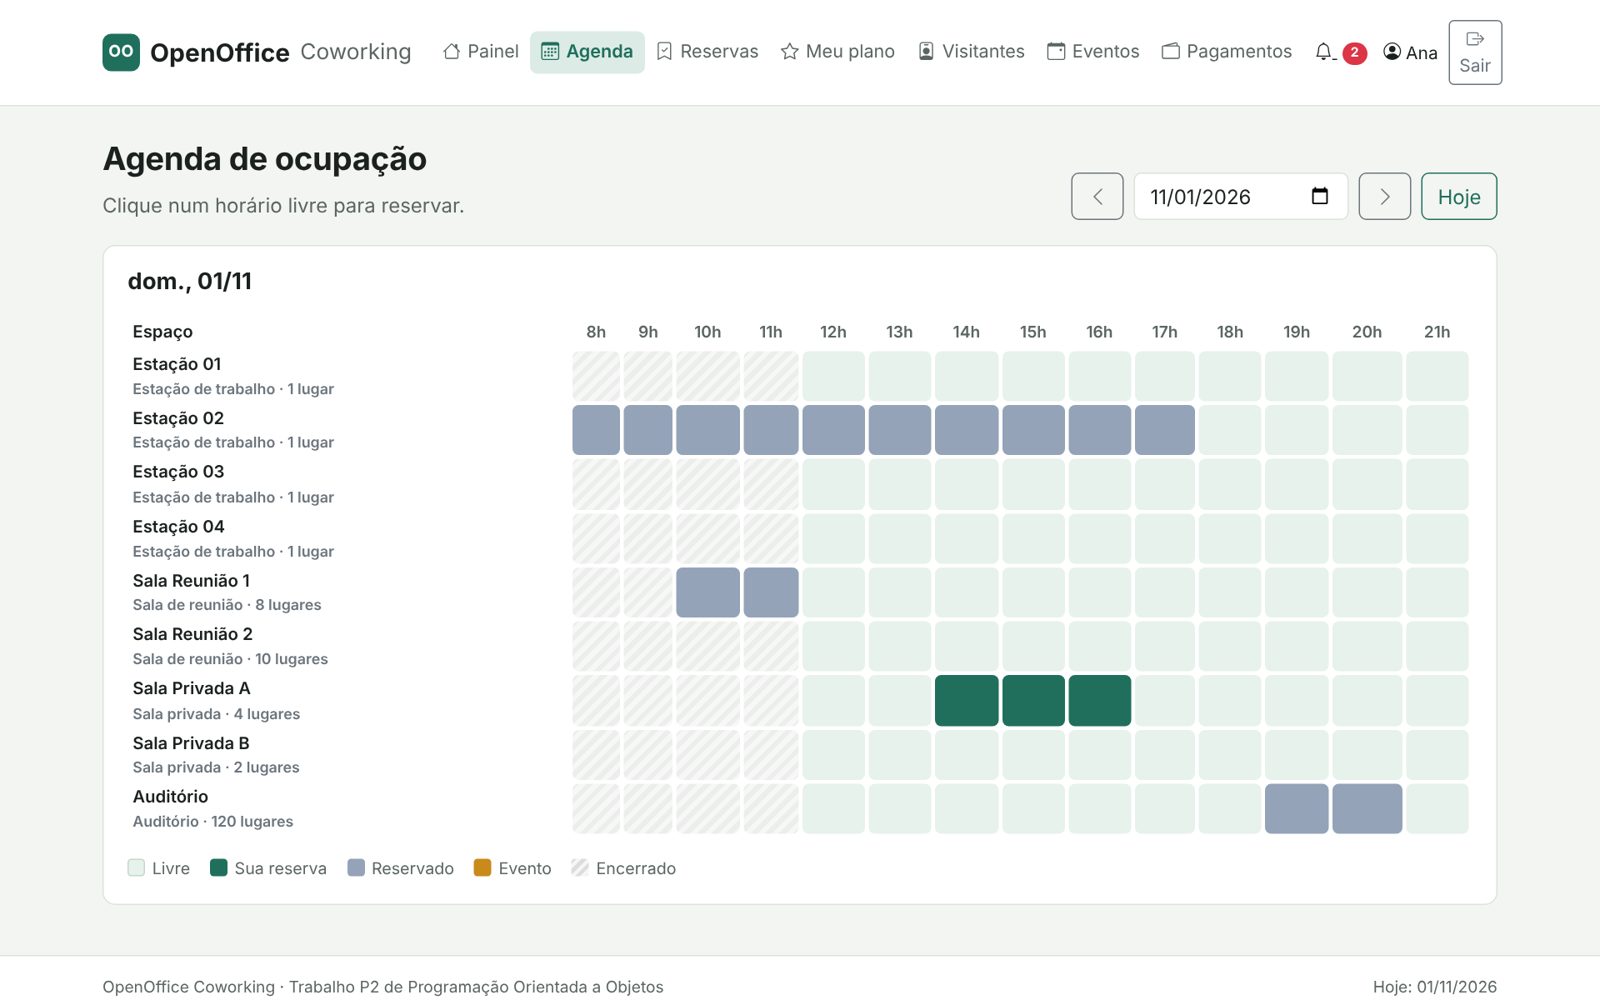 OO OpenOffice Coworking Painel Agenda Reservas Meu plano Visitantes Eventos Pagamentos 2 Ana Sair
Agenda de ocupação
Clique num horário livre para reservar.
11/01/2026 Hoje
dom., 01/11
Espaço 8h 9h 10h 11h 12h 13h 14h 15h 16h 17h 18h 19h 20h 21h
Estação 01
Estação de trabalho · 1 lugar
Estação 02
Estação de trabalho · 1 lugar
Estação 03
Estação de trabalho · 1 lugar
Estação 04
Estação de trabalho · 1 lugar
Sala Reunião 1
Sala de reunião · 8 lugares
Sala Reunião 2
Sala de reunião · 10 lugares
Sala Privada A
Sala privada · 4 lugares
Sala Privada B
Sala privada · 2 lugares
Auditório
Auditório · 120 lugares
Livre Sua reserva Reservado Evento Encerrado
OpenOffice Coworking · Trabalho P2 de Programação Orientada a Objetos Hoje: 01/11/2026